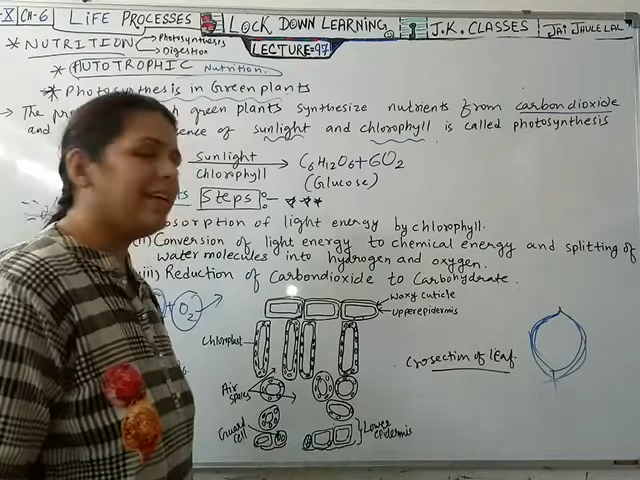 -X CH-6 LIFE PROCESSES LOCK DOWN LEARNING J.K. CLASSES JAI JHULELAL
LECTURE=97
* NUTRITION Photosynthesis
Digestion
* AUTOTROPHIC Nutrition.
* Photosynthesis in Green plants
→ The green plants synthesize nutrients from carbondioxide
and of sunlight and chlorophyll is called photosynthesis
Sunlight
Chlorophyll
→ C6H12O6 + 6O2
(Glucose)
Steps
of light energy by chlorophyll.
(ii) Conversion of light energy to chemical energy and splitting of
water molecules into hydrogen and oxygen.
(iii) Reduction of Carbondioxide to Carbohydrate.
+ O2
Waxy cuticle
upperepidermis
Chloroplast
Crosection of leaf
Air
spaces
Guard
cell
Lower
epidermis